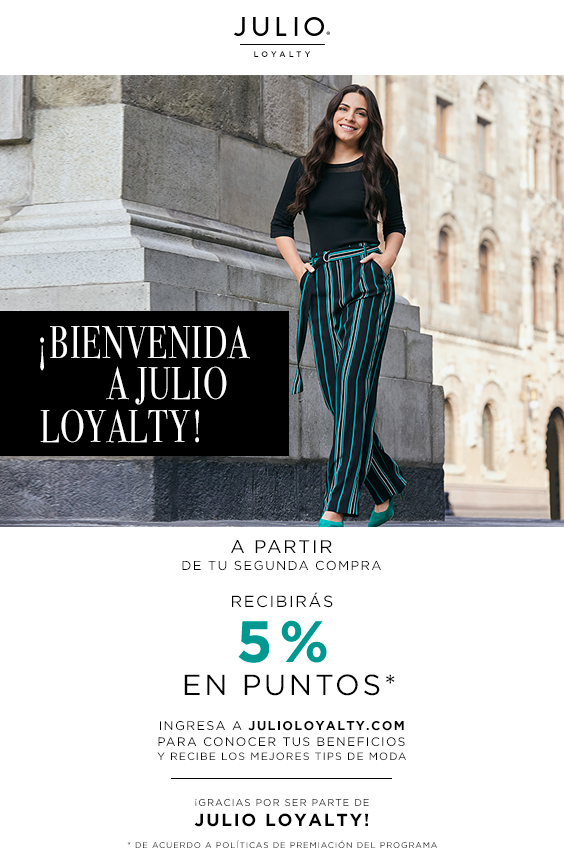 JULIO®
LOYALTY
¡BIENVENIDA
A JULIO
LOYALTY!
A PARTIR
DE TU SEGUNDA COMPRA
RECIBIRÁS
5%
EN PUNTOS*
INGRESA A JULIOLOYALTY.COM
PARA CONOCER TUS BENEFICIOS
Y RECIBE LOS MEJORES TIPS DE MODA
¡GRACIAS POR SER PARTE DE
JULIO LOYALTY!
* DE ACUERDO A POLÍTICAS DE PREMIACIÓN DEL PROGRAMA